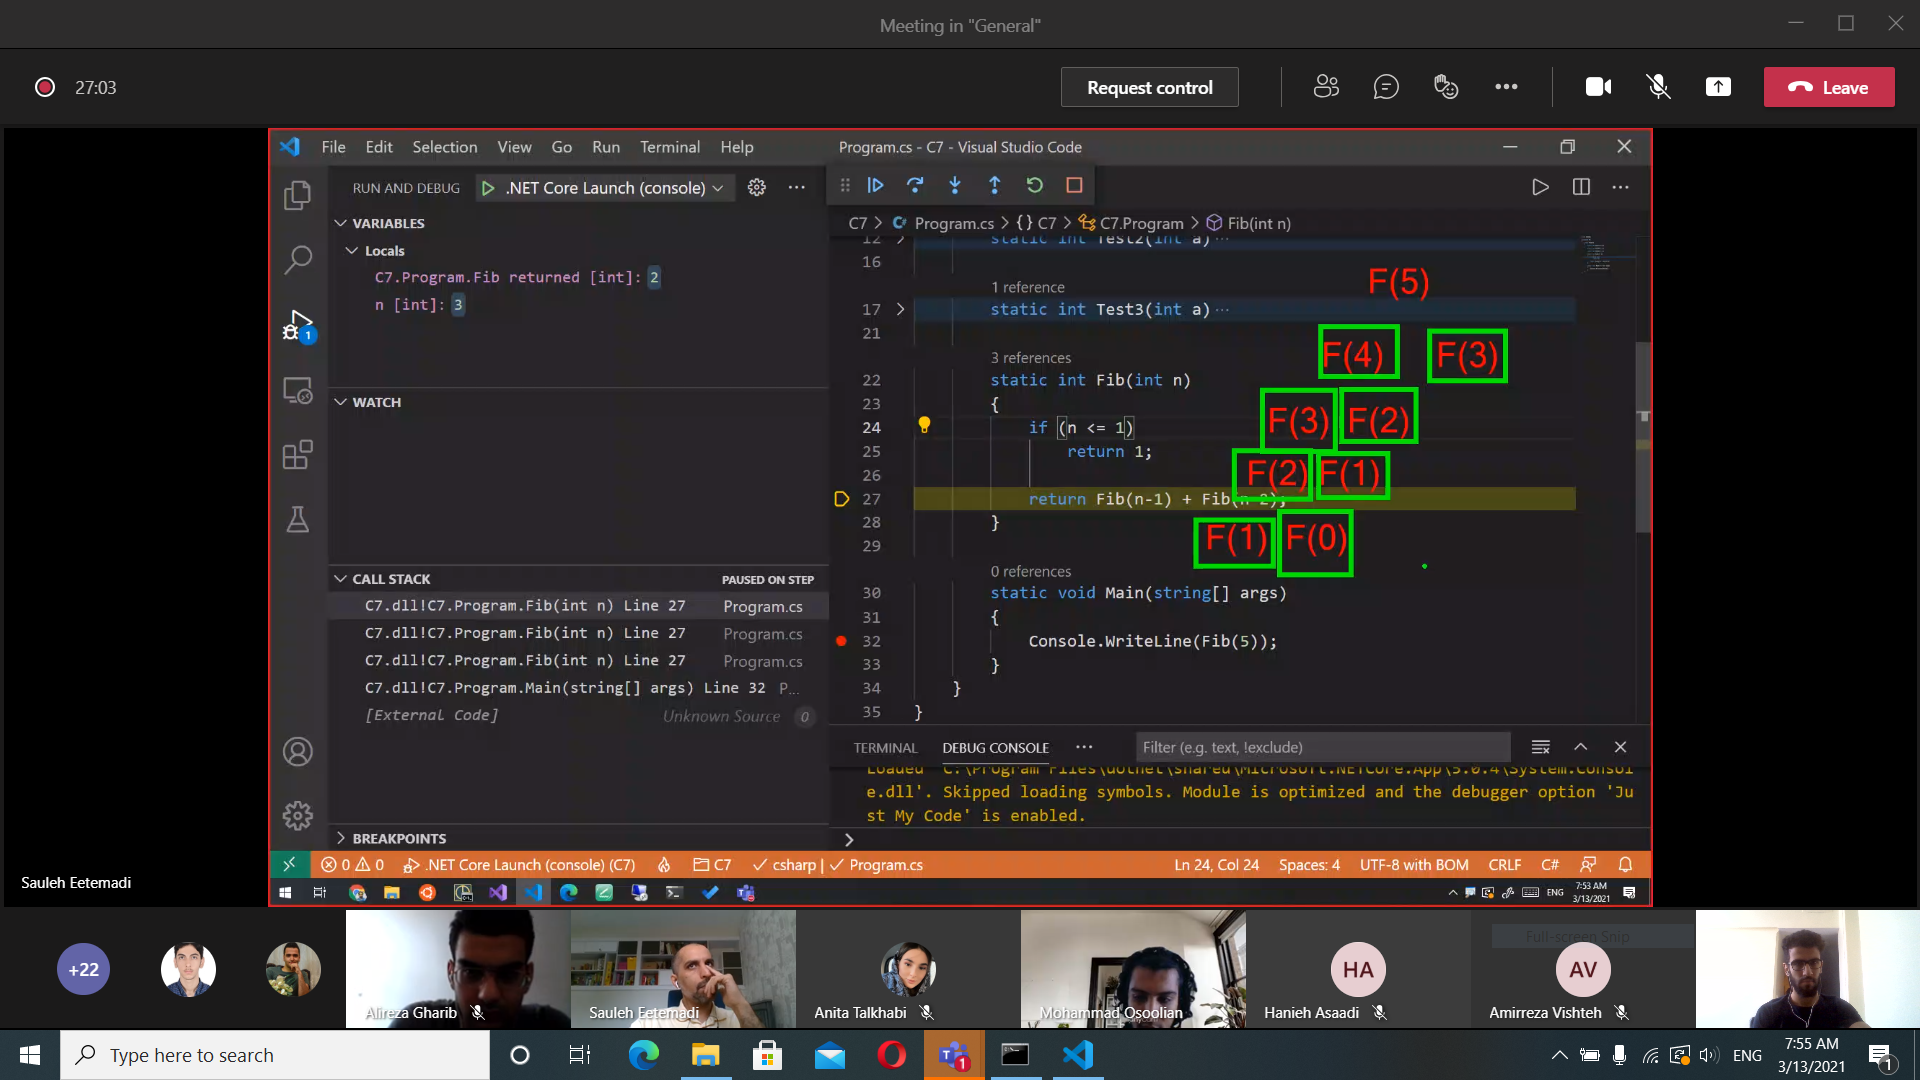 Meeting in "General"
27:03
Request control
Leave
File Edit Selection View Go Run Terminal Help
Program.cs - C7 - Visual Studio Code
RUN AND DEBUG
.NET Core Launch (console)
VARIABLES
Locals
C7.Program.Fib returned [int]: 2
n [int]: 3
WATCH
CALL STACK
PAUSED ON STEP
C7.dll!C7.Program.Fib(int n) Line 27 Program.cs
C7.dll!C7.Program.Fib(int n) Line 27 Program.cs
C7.dll!C7.Program.Fib(int n) Line 27 Program.cs
C7.dll!C7.Program.Main(string[] args) Line 32 P...
[External Code] Unknown Source 0
BREAKPOINTS
1
C7 > Program.cs > {} C7 > C7.Program > Fib(int n)
12 static int Test2(int a)···
16
1 reference
17 static int Test3(int a)···
21
3 references
22 static int Fib(int n)
23 {
24 if (n <= 1)
25 return 1;
26
27 return Fib(n-1) + Fib(n-2);
28 }
29
0 references
30 static void Main(string[] args)
31 {
32 Console.WriteLine(Fib(5));
33 }
34 }
35 }
F(5)
F(4) F(3)
F(3) F(2)
F(2) F(1)
F(1) F(0)
TERMINAL DEBUG CONSOLE ···
Filter (e.g. text, !exclude)
Loaded 'C:\Program Files\dotnet\shared\Microsoft.NETCore.App\5.0.4\System.Consol
e.dll'. Skipped loading symbols. Module is optimized and the debugger option 'Ju
st My Code' is enabled.
0 0 .NET Core Launch (console) (C7) C7 csharp | Program.cs
Ln 24, Col 24 Spaces: 4 UTF-8 with BOM CRLF C#
ENG
7:53 AM
3/13/2021
Sauleh Eetemadi
+22
Alireza Gharib
Sauleh Eetemadi
Anita Talkhabi
Mohammad Osoolian
HA
Hanieh Asaadi
AV
Amirreza Vishteh
Full-screen Snip
Type here to search
1
ENG
7:55 AM
3/13/2021
1